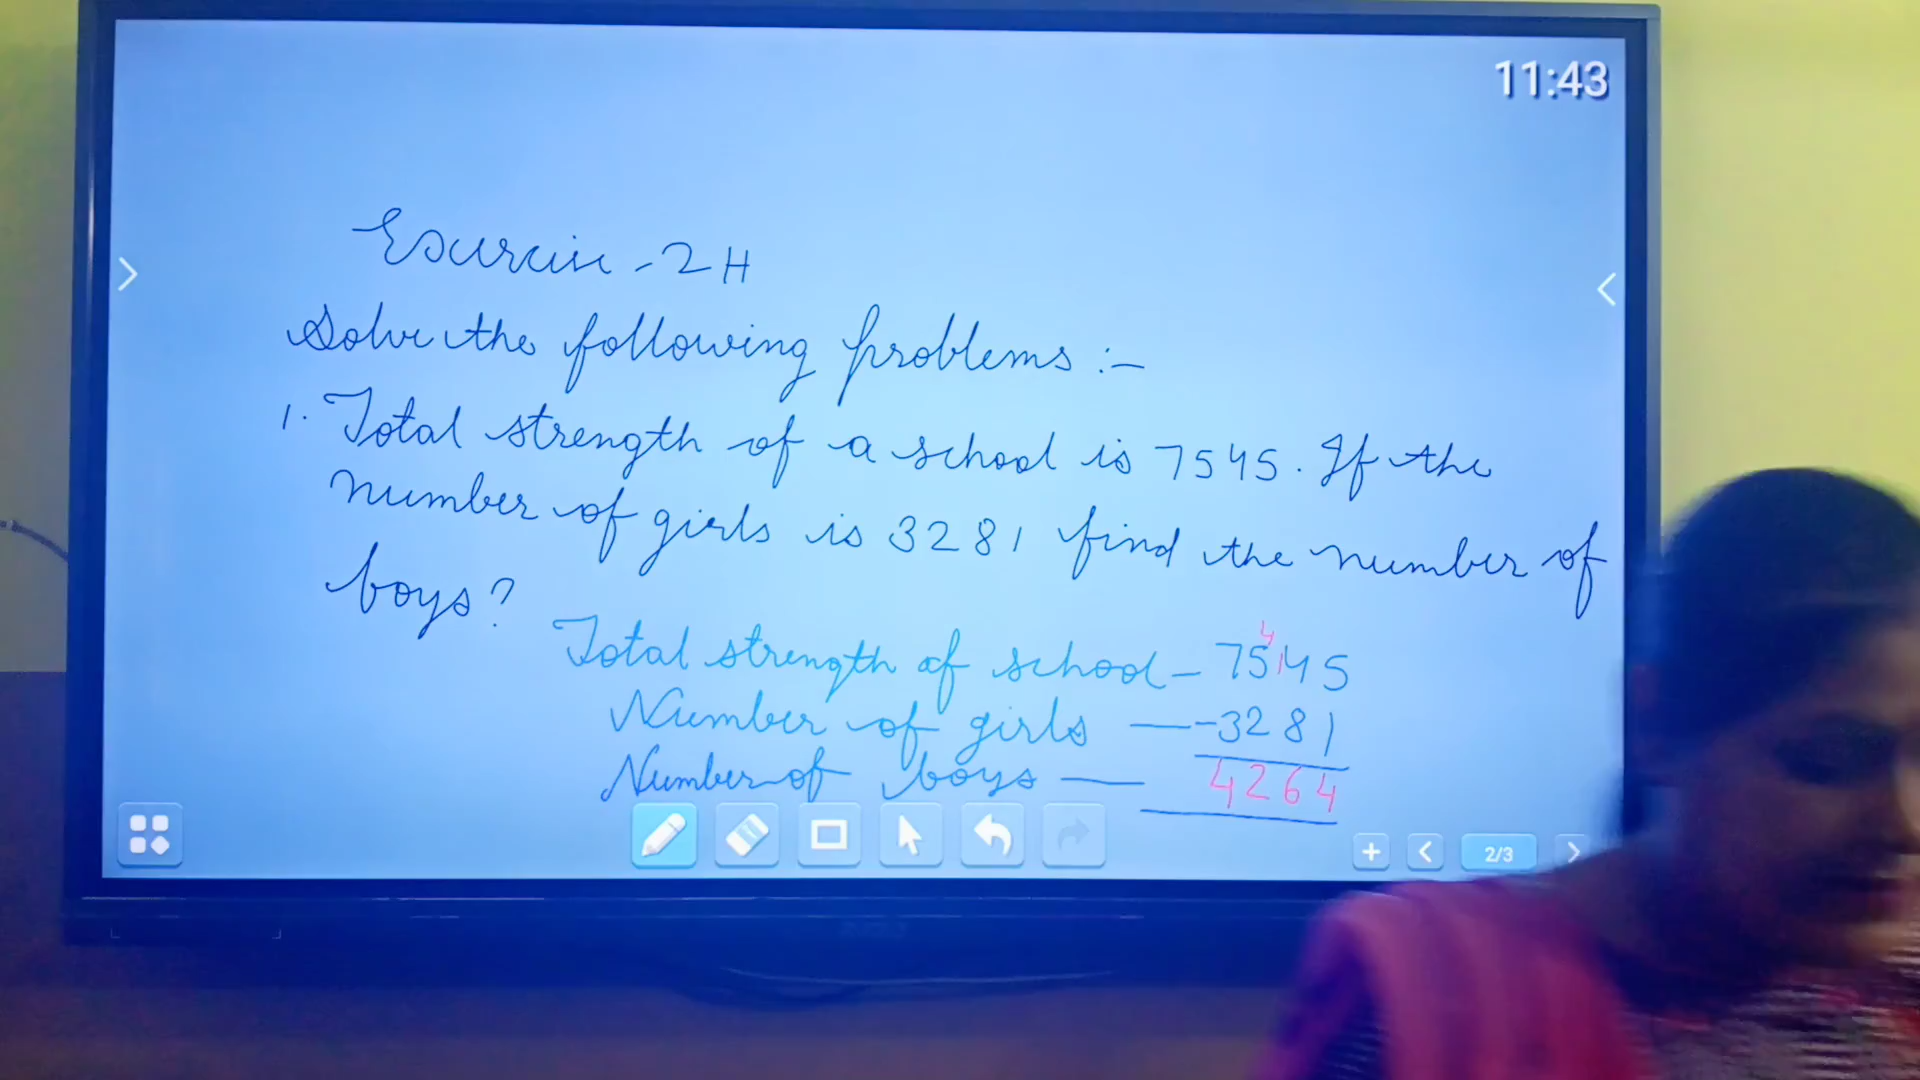 11:43
Exercise - 2H
Solve the following problems :-
1. Total strength of a school is 7545. If the
number of girls is 3281 find the number of
boys?
4
Total strength of school - 75145
Number of girls — -3281
Number of boys — 4264
2/3